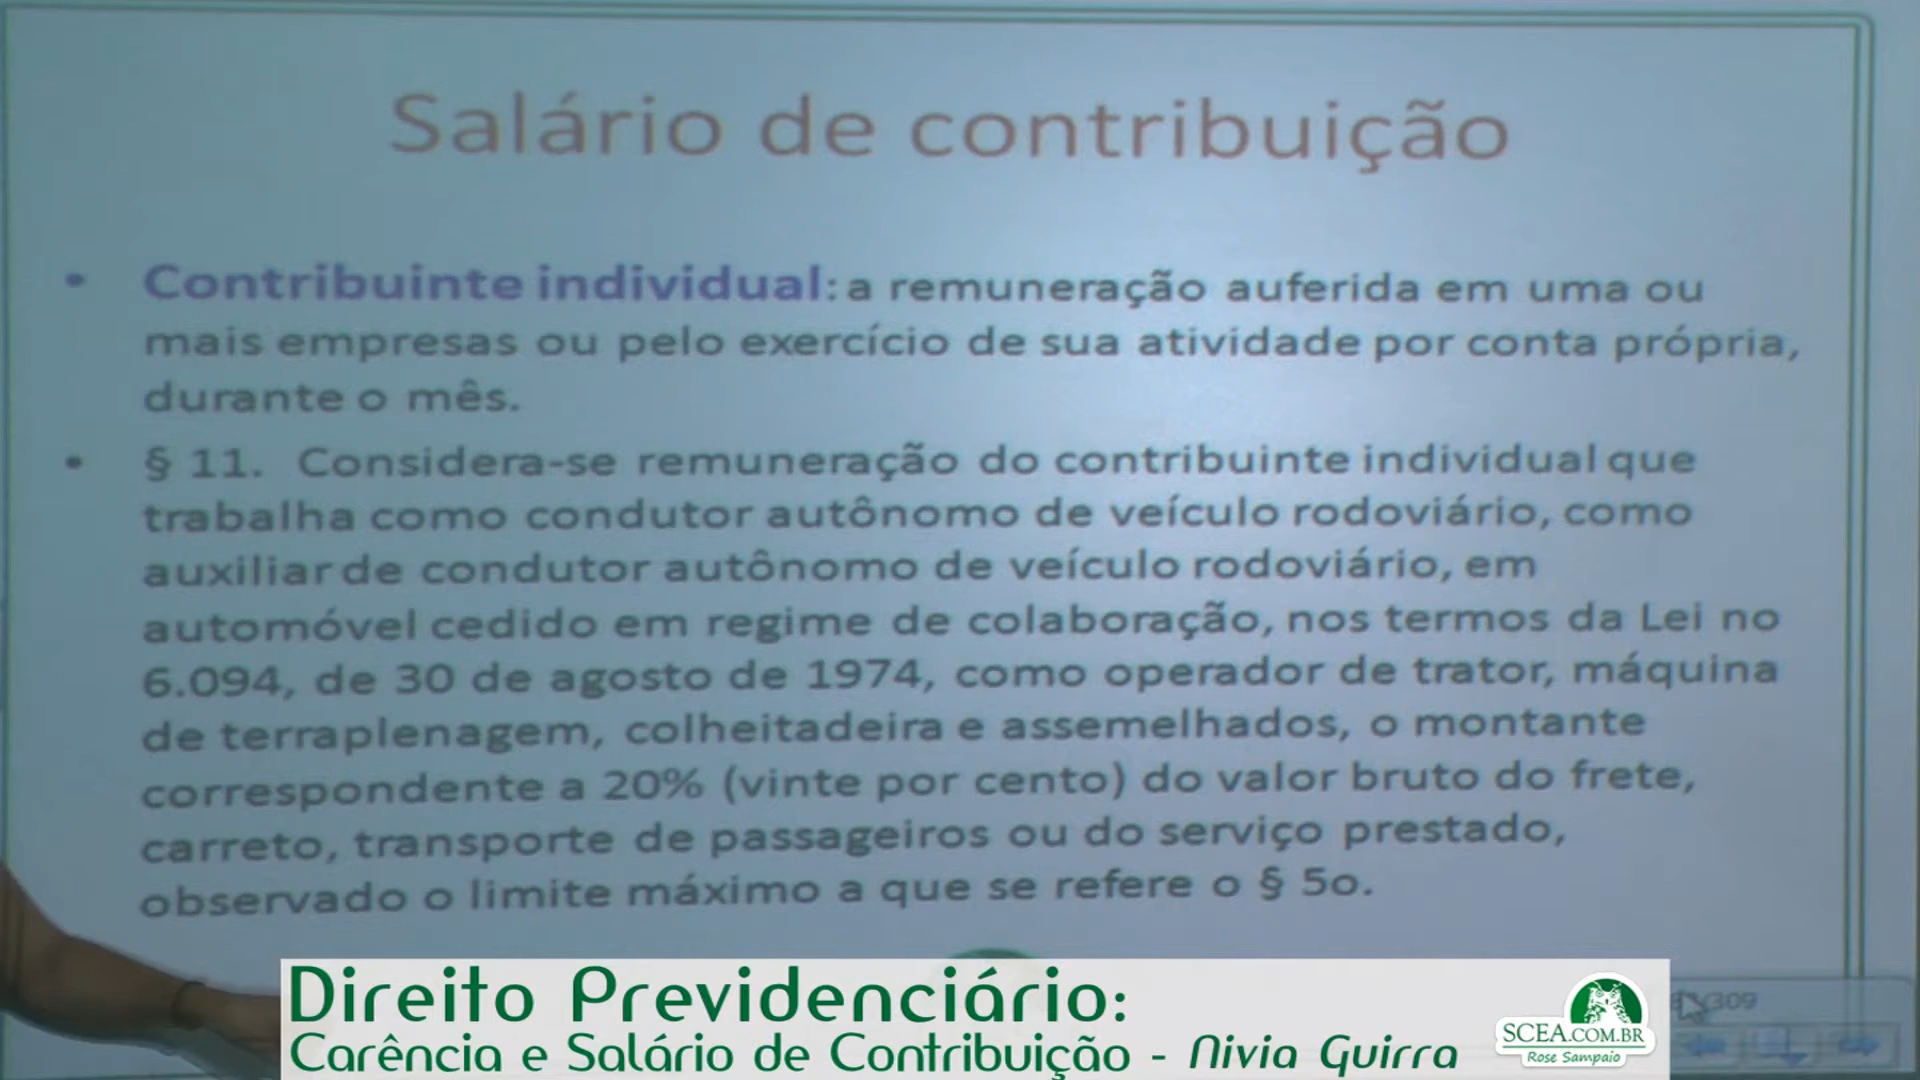 Salário de contribuição
• Contribuinte individual: a remuneração auferida em uma ou
mais empresas ou pelo exercício de sua atividade por conta própria,
durante o mês.
• § 11. Considera-se remuneração do contribuinte individual que
trabalha como condutor autônomo de veículo rodoviário, como
auxiliar de condutor autônomo de veículo rodoviário, em
automóvel cedido em regime de colaboração, nos termos da Lei no
6.094, de 30 de agosto de 1974, como operador de trator, máquina
de terraplenagem, colheitadeira e assemelhados, o montante
correspondente a 20% (vinte por cento) do valor bruto do frete,
carreto, transporte de passageiros ou do serviço prestado,
observado o limite máximo a que se refere o § 5o.
Direito Previdenciário:
Carência e Salário de Contribuição - Nivia Guirra
SCEA.COM.BR
Rose Sampaio